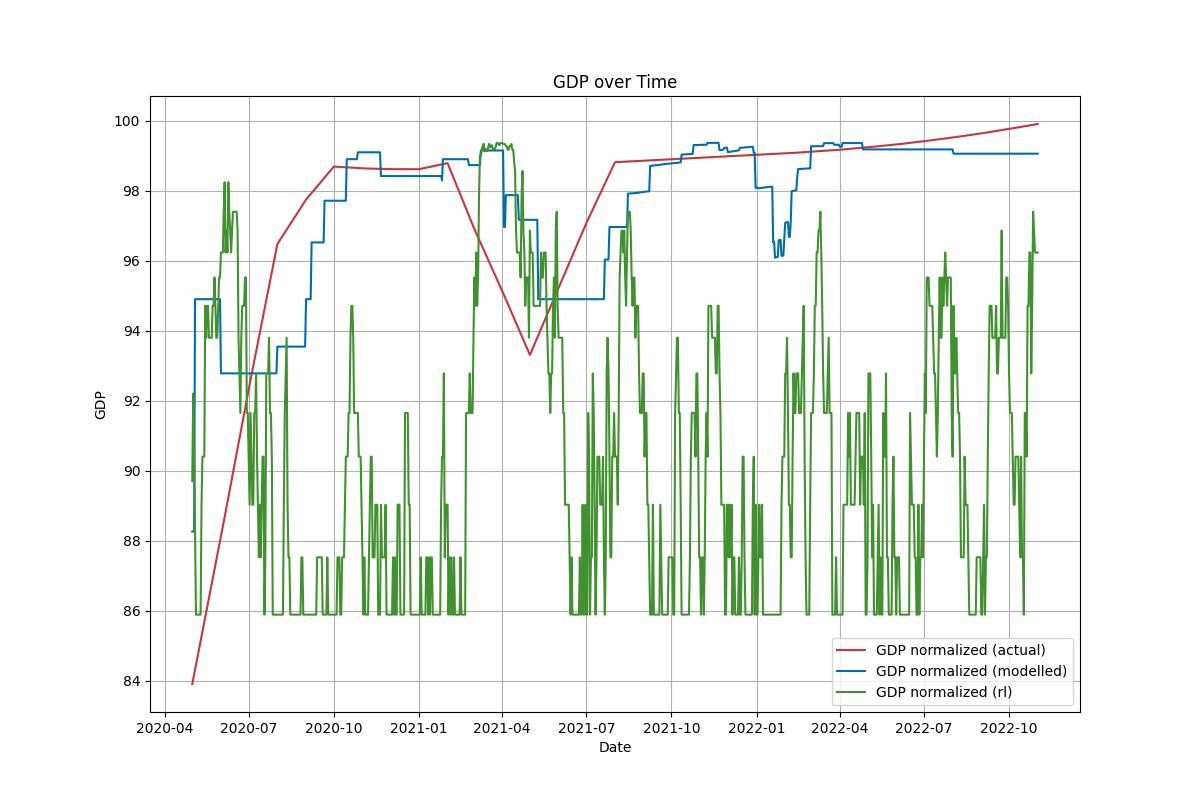 GDP over Time
GDP
100
98
96
94
92
90
88
86
84
2020-04 2020-07 2020-10 2021-01 2021-04 2021-07 2021-10 2022-01 2022-04 2022-07 2022-10
Date
GDP normalized (actual)
GDP normalized (modelled)
GDP normalized (rl)